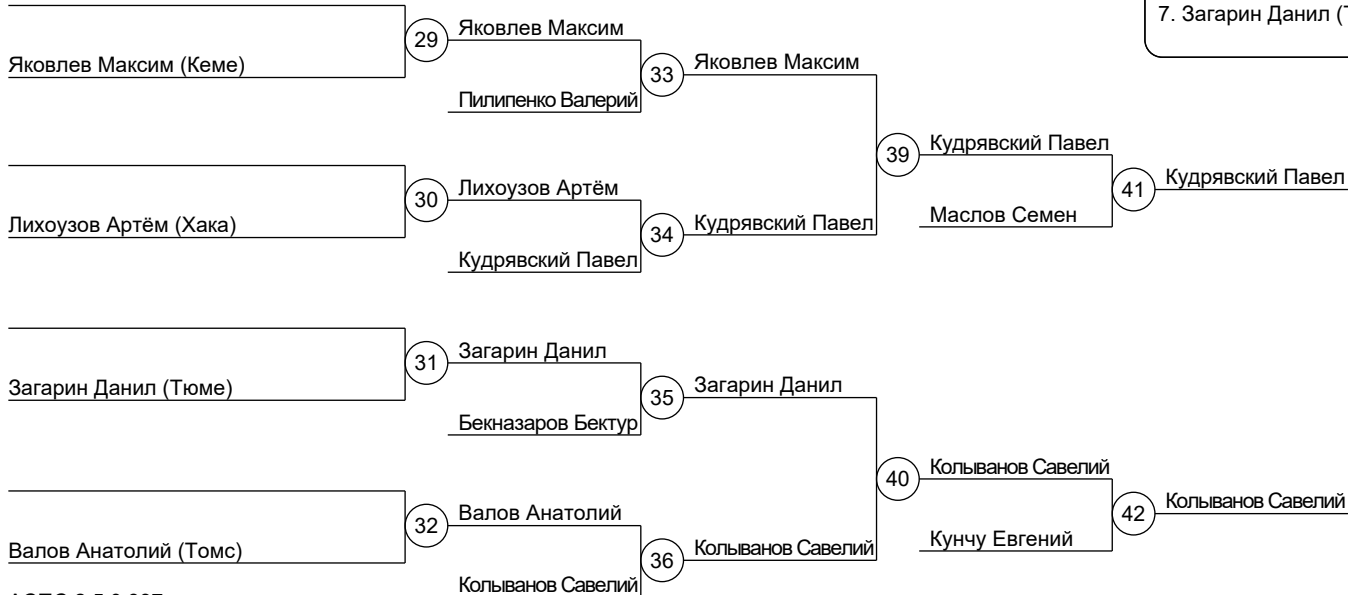 7. Загарин Данил (Т
29
Яковлев Максим
Яковлев Максим (Кеме)
33
Яковлев Максим
Пилипенко Валерий
39
Кудрявский Павел
30
Лихоузов Артём
Лихоузов Артём (Хака)
34
Кудрявский Павел
Кудрявский Павел
41
Кудрявский Павел
Маслов Семен
31
Загарин Данил
Загарин Данил (Тюме)
35
Загарин Данил
Бекназаров Бектур
40
Колыванов Савелий
32
Валов Анатолий
Валов Анатолий (Томс)
36
Колыванов Савелий
Колыванов Савелий
42
Колыванов Савелий
Кунчу Евгений